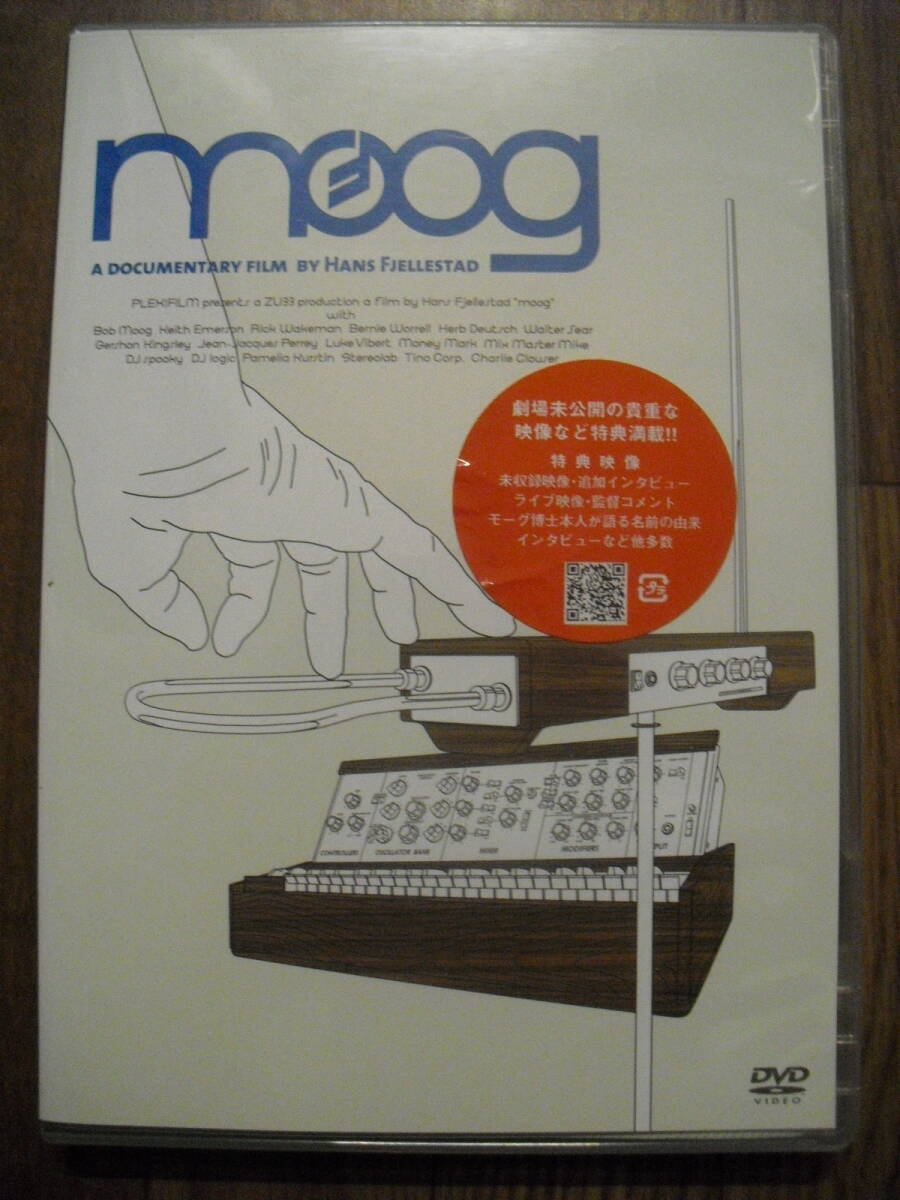 moog
A DOCUMENTARY FILM BY HANS FJELLESTAD
PLEXIFILM presents a ZU33 production a film by Hans Fjellestad "moog"
with
Bob Moog Keith Emerson Rick Wakeman Bernie Worrell Herb Deutsch Walter Sear
Gershon Kingsley Jean-Jacques Perrey Luke Vibert Money Mark Mix Master Mike
DJ spooky DJ logic Pamelia Kurstin Stereolab Tino Corp. Charlie Clouser
劇場未公開の貴重な
映像など特典満載!!
特典映像
未収録映像・追加インタビュー
ライブ映像・監督コメント
モーグ博士本人が語る名前の由来
インタビューなど他多数
プラ
CONTROLLERS OSCILLATOR BANK MIXER MODIFIERS OUTPUT
DVD
VIDEO